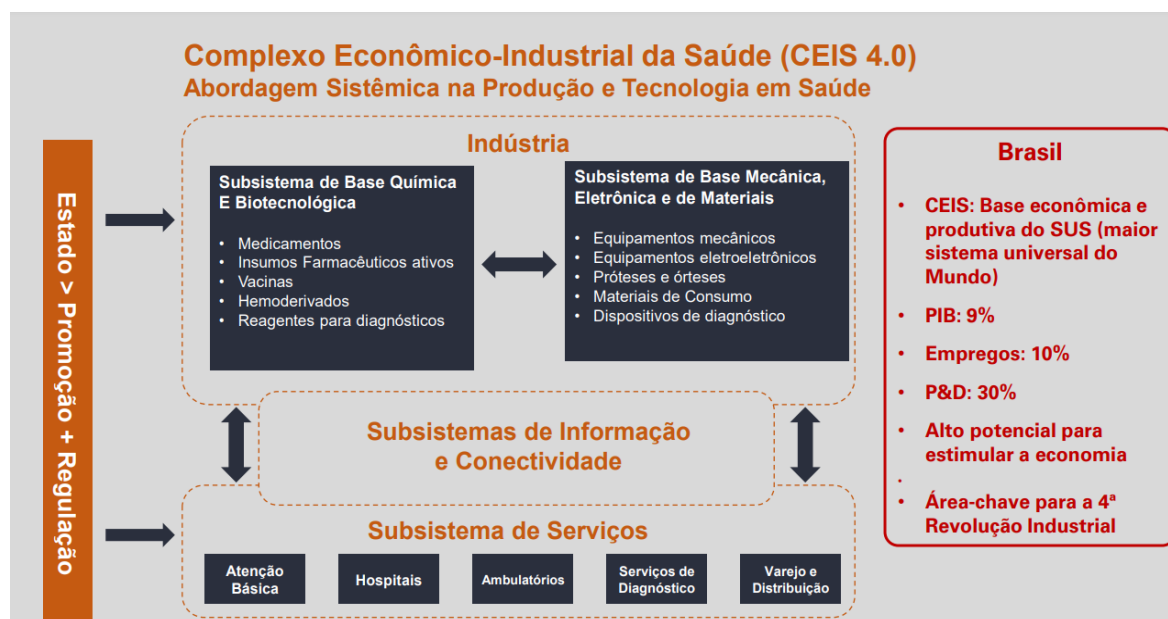 Complexo Econômico-Industrial da Saúde (CEIS 4.0)
Abordagem Sistêmica na Produção e Tecnologia em Saúde
Estado > Promoção + Regulação
Indústria
Subsistema de Base Química
E Biotecnológica
• Medicamentos
• Insumos Farmacêuticos ativos
• Vacinas
• Hemoderivados
• Reagentes para diagnósticos
Subsistema de Base Mecânica,
Eletrônica e de Materiais
• Equipamentos mecânicos
• Equipamentos eletroeletrônicos
• Próteses e órteses
• Materiais de Consumo
• Dispositivos de diagnóstico
Subsistemas de Informação
e Conectividade
Subsistema de Serviços
Atenção
Básica
Hospitais
Ambulatórios
Serviços de
Diagnóstico
Varejo e
Distribuição
Brasil
• CEIS: Base econômica e
produtiva do SUS (maior
sistema universal do
Mundo)
• PIB: 9%
• Empregos: 10%
• P&D: 30%
• Alto potencial para
estimular a economia
.
• Área-chave para a 4ª
Revolução Industrial